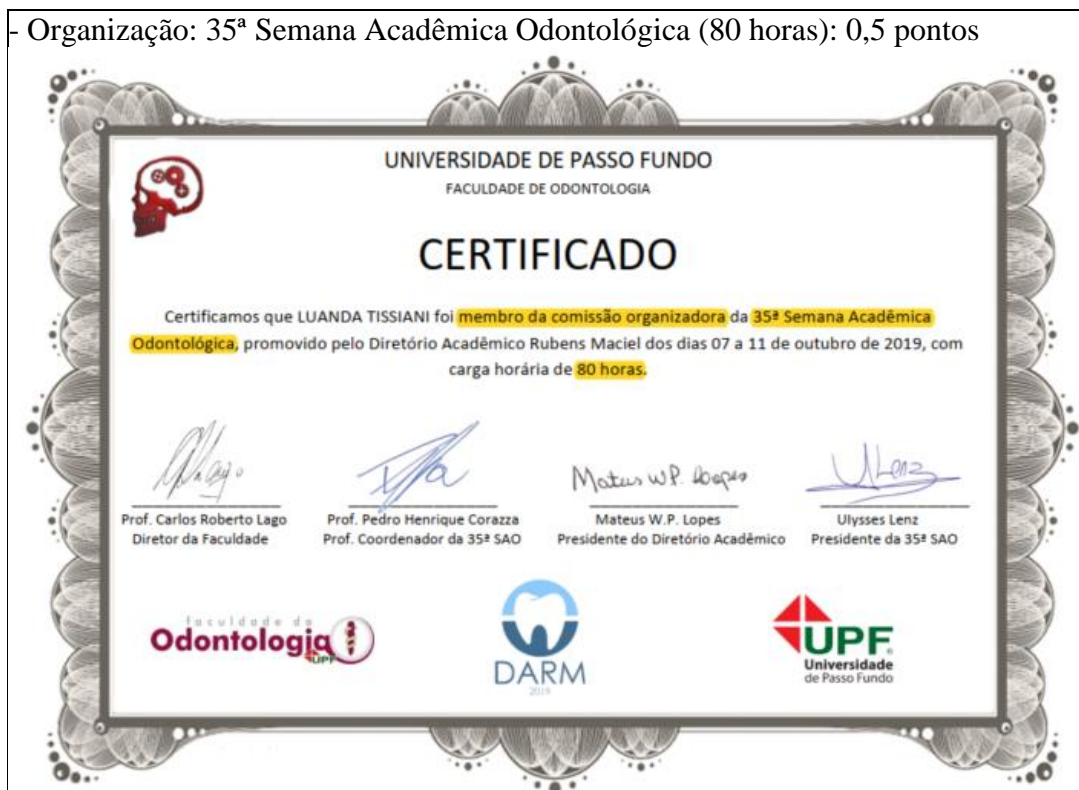 - Organização: 35ª Semana Acadêmica Odontológica (80 horas): 0,5 pontos
UNIVERSIDADE DE PASSO FUNDO
FACULDADE DE ODONTOLOGIA
CERTIFICADO
Certificamos que LUANDA TISSIANI foi membro da comissão organizadora da 35ª Semana Acadêmica
Odontológica, promovido pelo Diretório Acadêmico Rubens Maciel dos dias 07 a 11 de outubro de 2019, com
carga horária de 80 horas.
Mateus W.P. Lopes
ULenz
Prof. Carlos Roberto Lago
Diretor da Faculdade
Prof. Pedro Henrique Corazza
Prof. Coordenador da 35ª SAO
Mateus W.P. Lopes
Presidente do Diretório Acadêmico
Ulysses Lenz
Presidente da 35ª SAO
faculdade de
Odontologia
UPF
DARM
2019
UPF
Universidade
de Passo Fundo